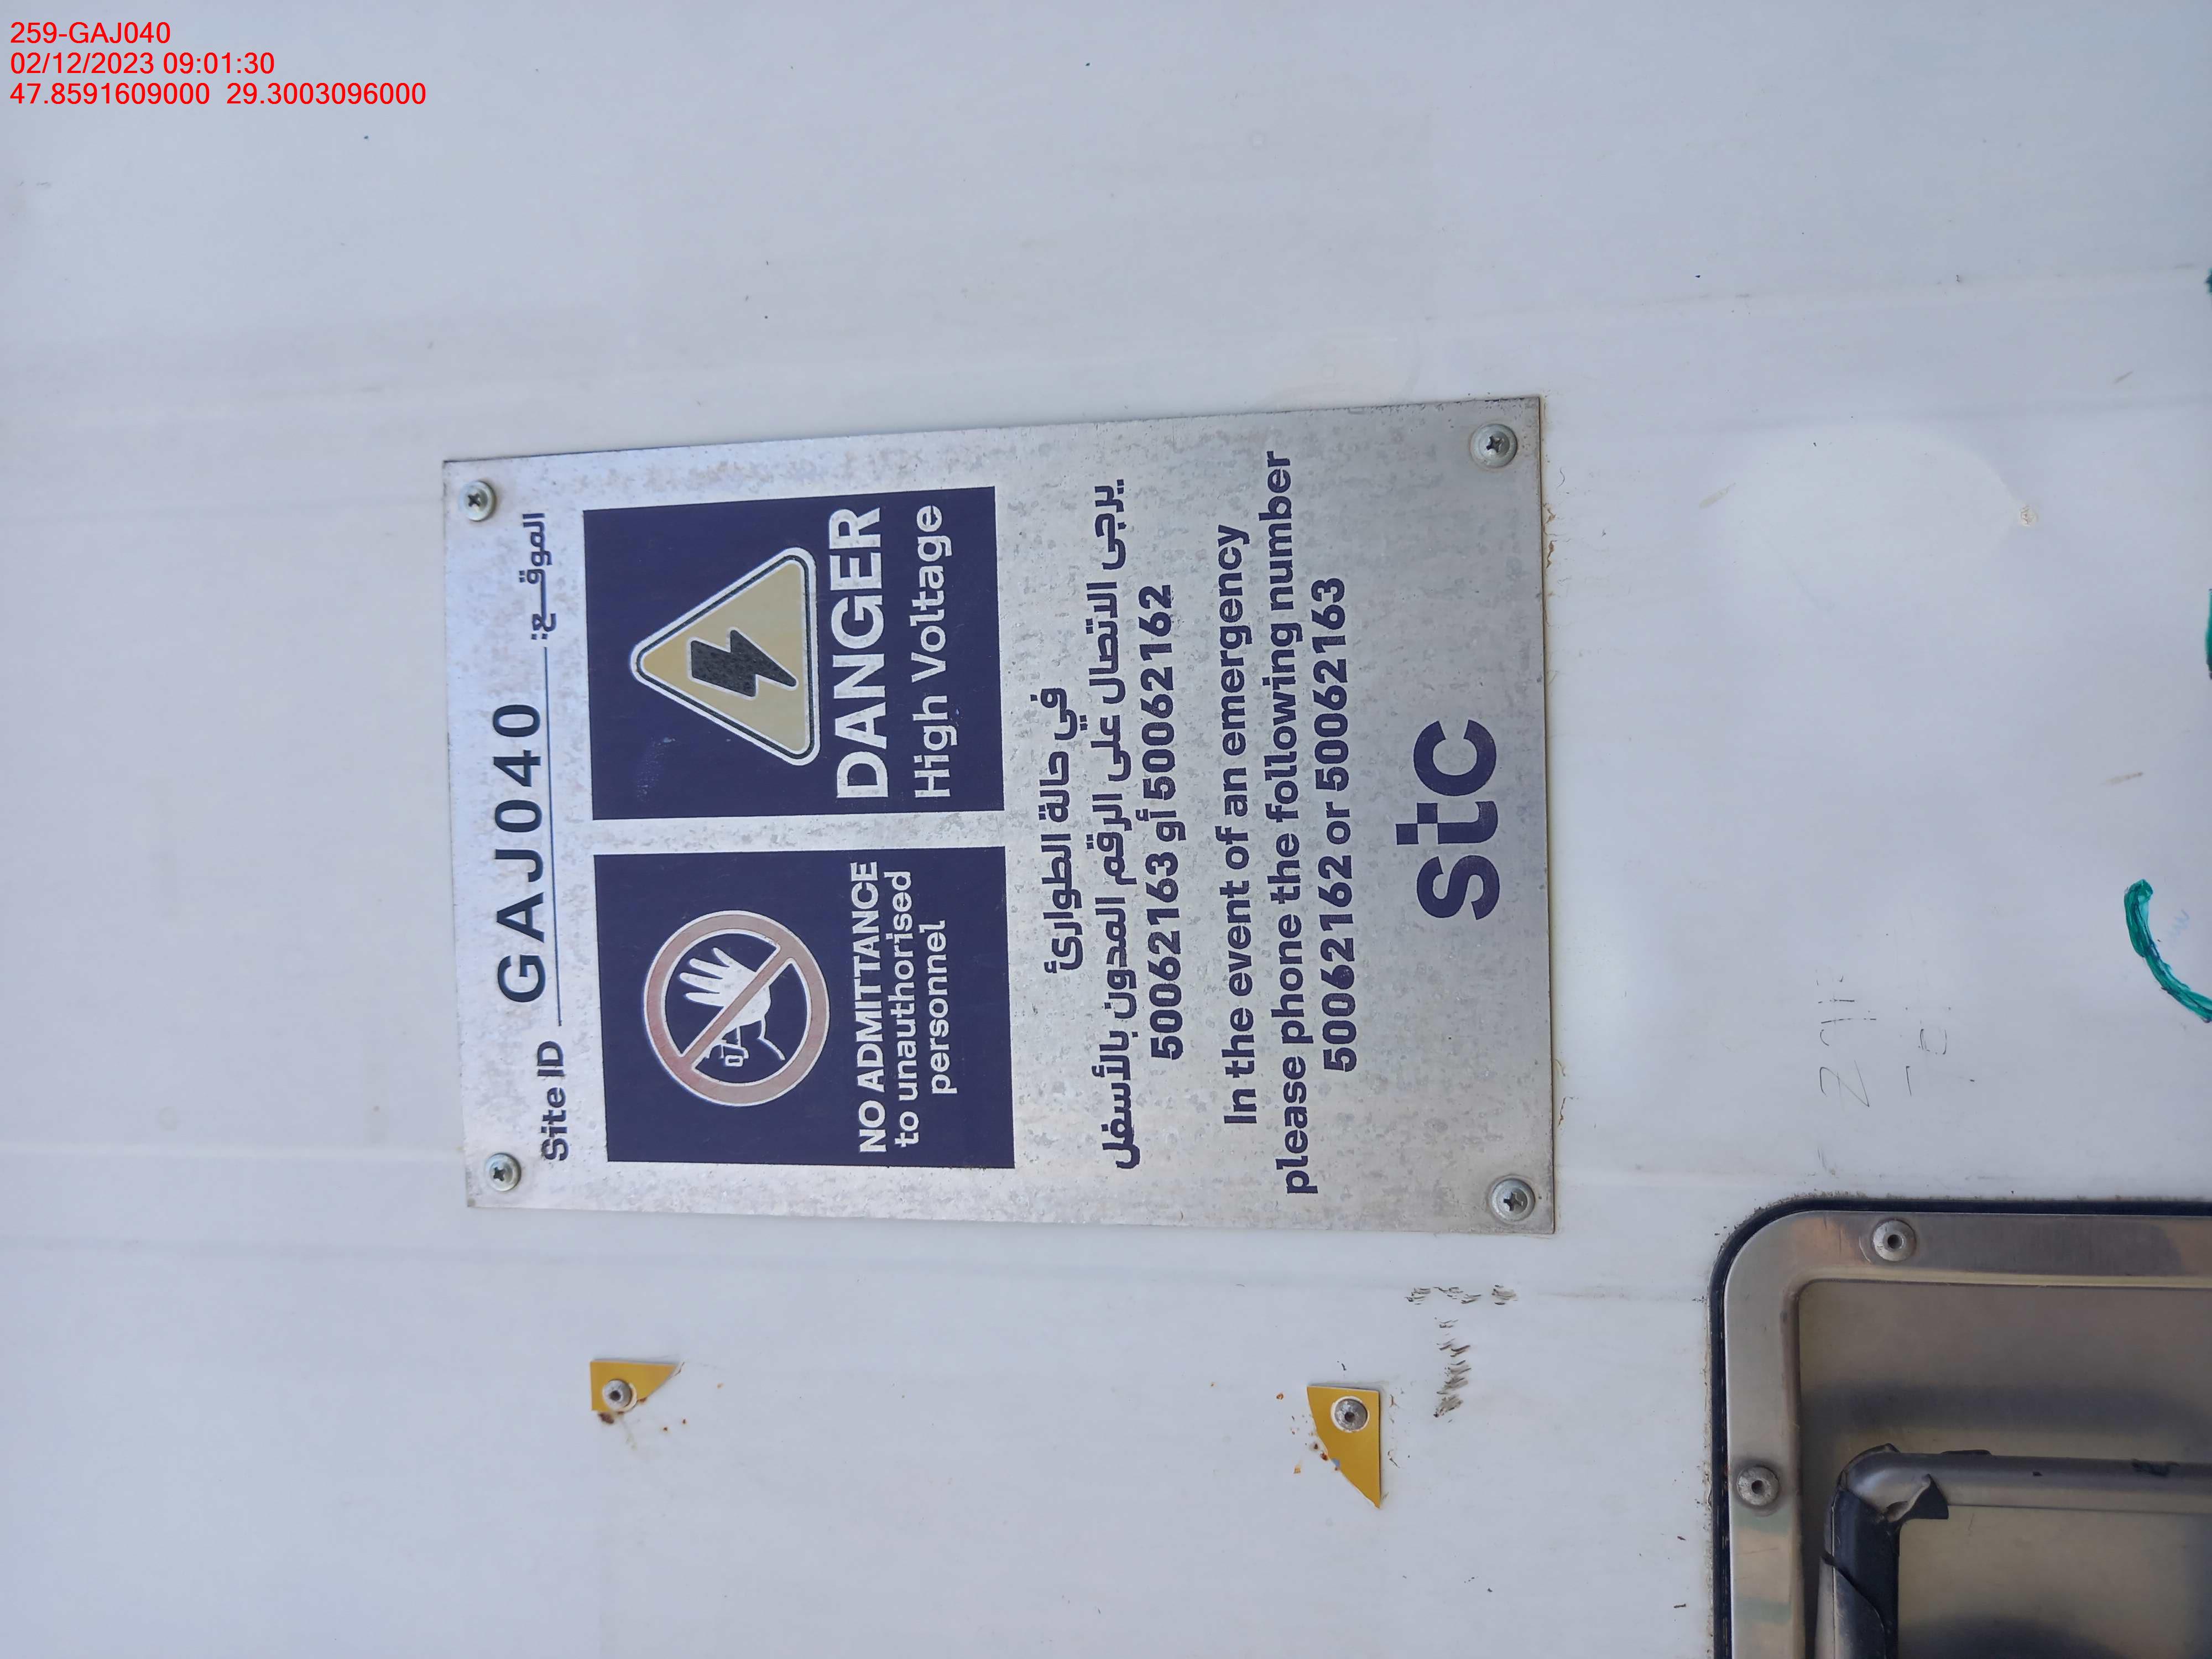 259-GAJ040
02/12/2023 09:01:30
47.8591609000 29.3003096000
Site ID GAJ040 الموقـــع:
NO ADMITTANCE
to unauthorised
personnel
DANGER
High Voltage
في حالة الطوارئ
يرجى الاتصال على الرقم المدون بالأسفل
50062163 أو 50062162
In the event of an emergency
please phone the following number
50062162 or 50062163
stc